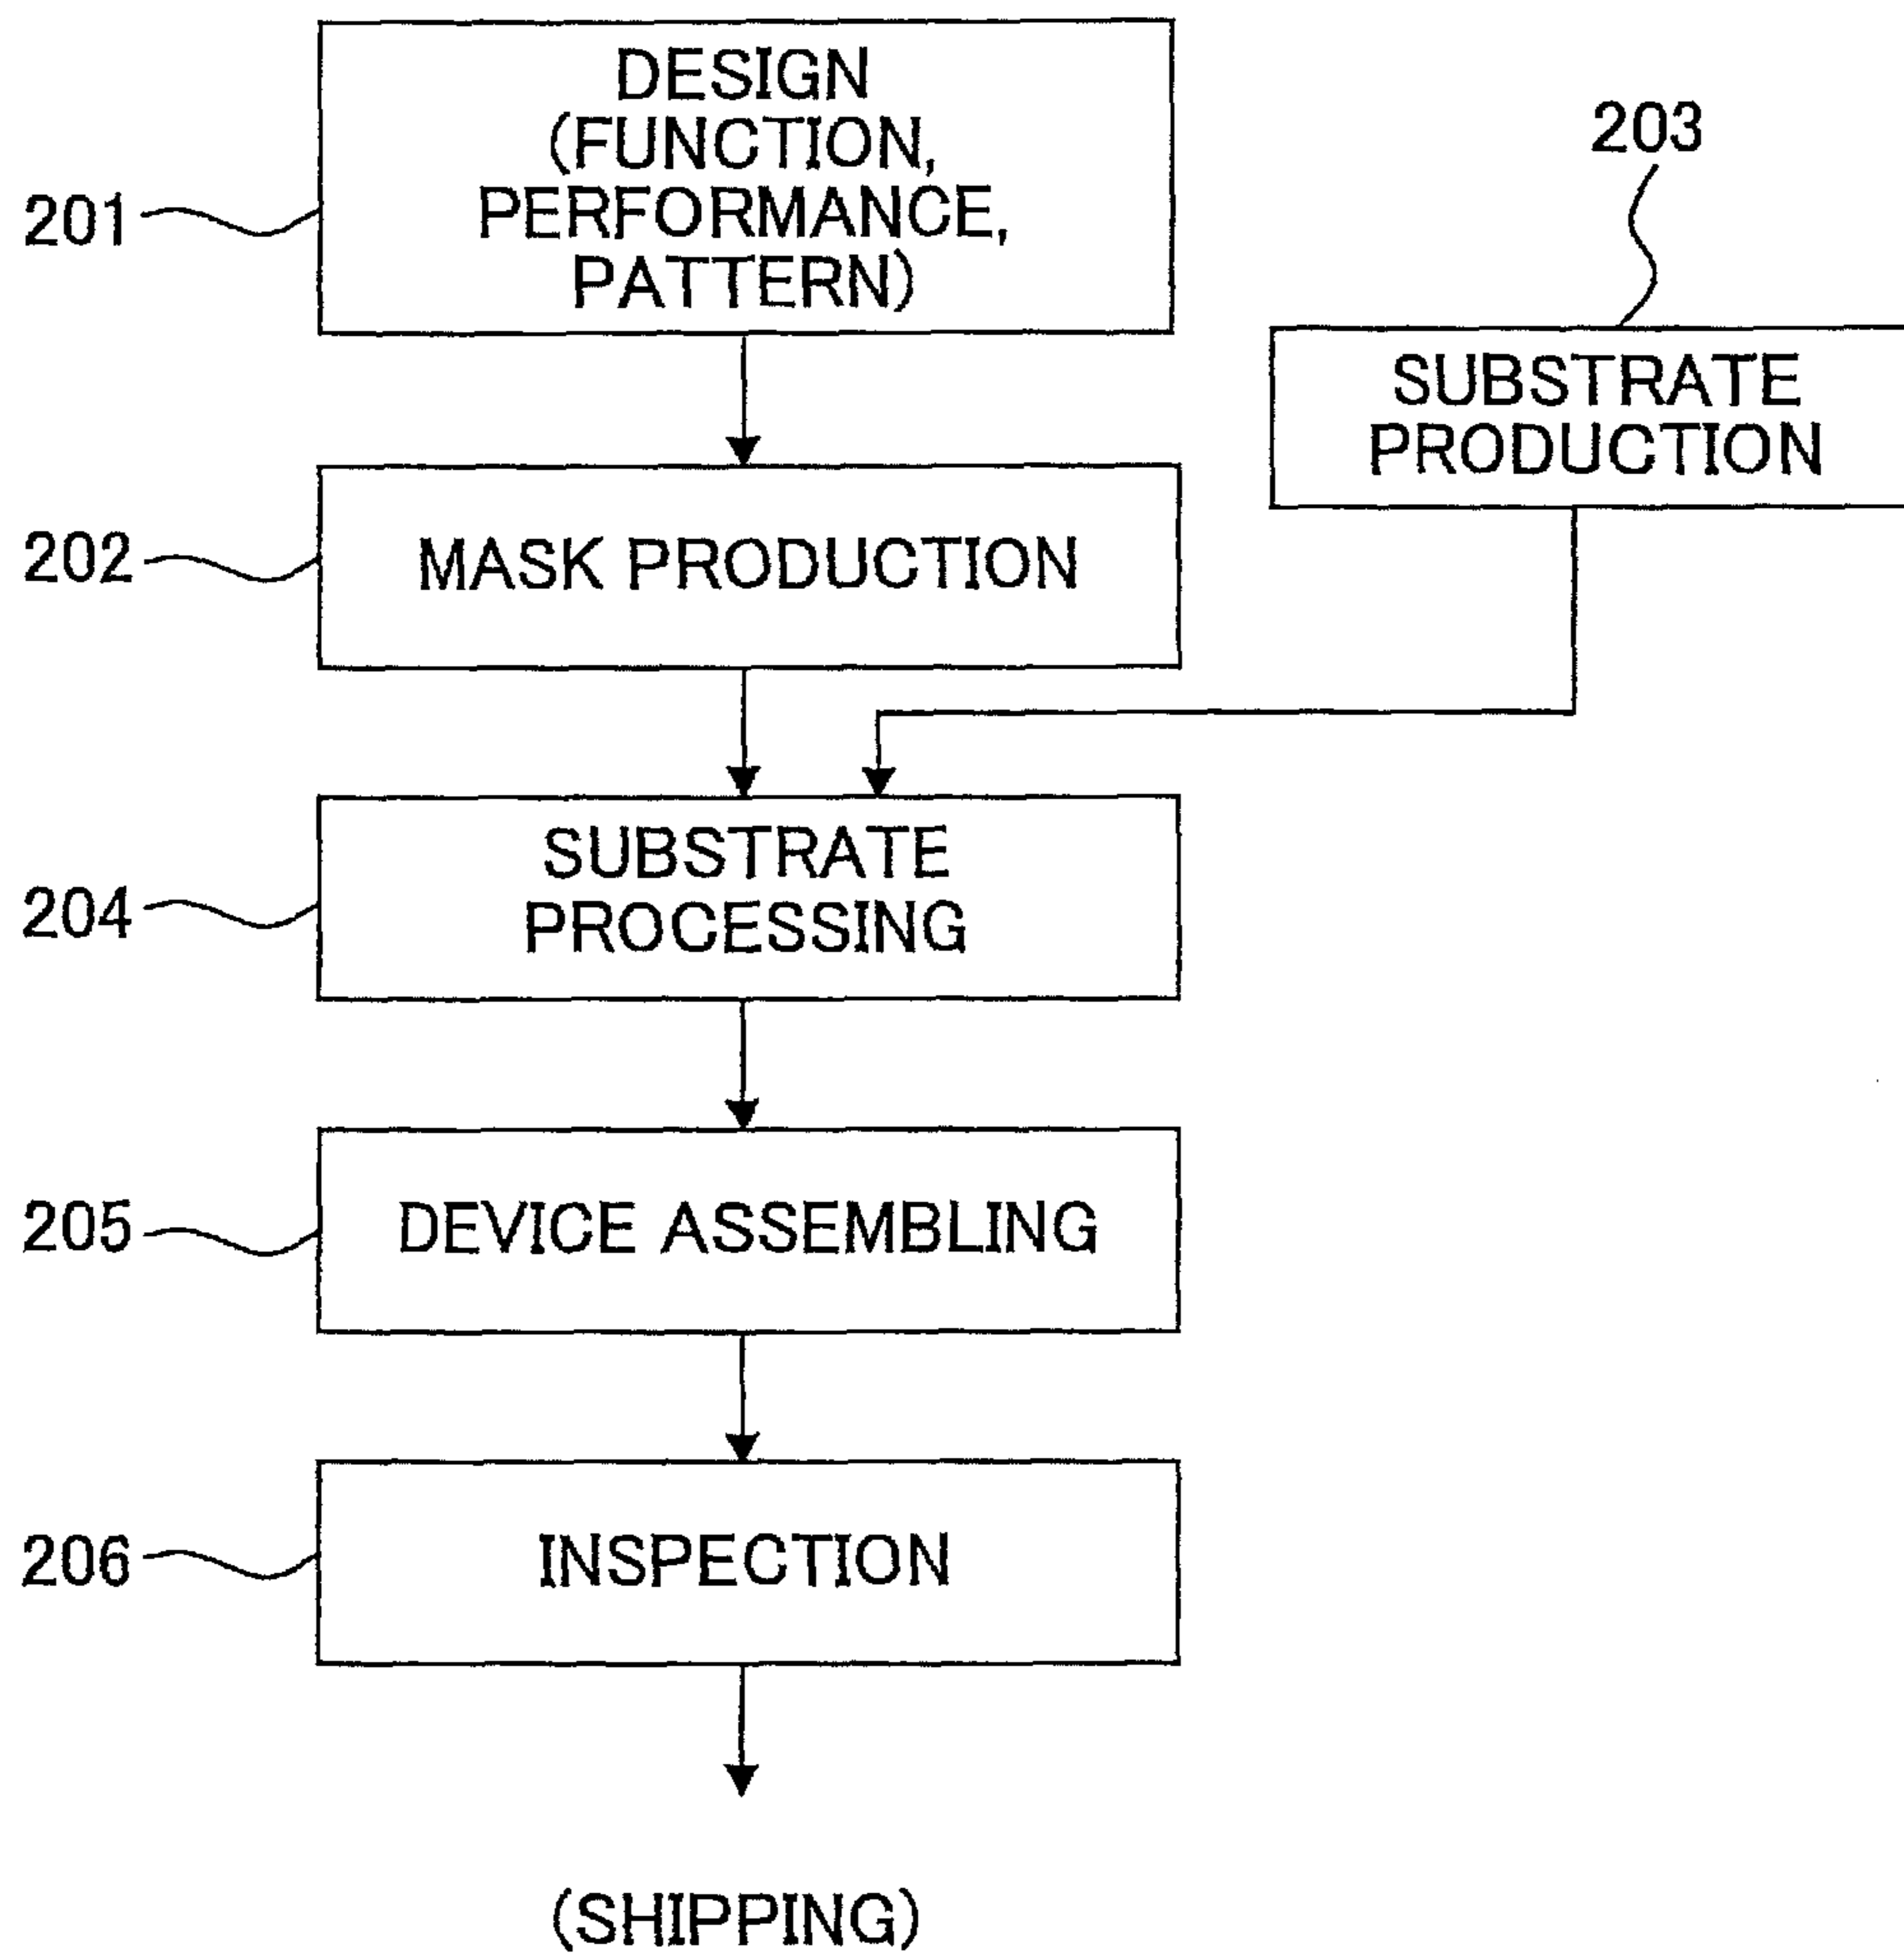 DESIGN
(FUNCTION,
PERFORMANCE,
PATTERN)
201
203
SUBSTRATE
PRODUCTION
202
MASK PRODUCTION
SUBSTRATE
PROCESSING
204
205
DEVICE ASSEMBLING
206
INSPECTION
(SHIPPING)